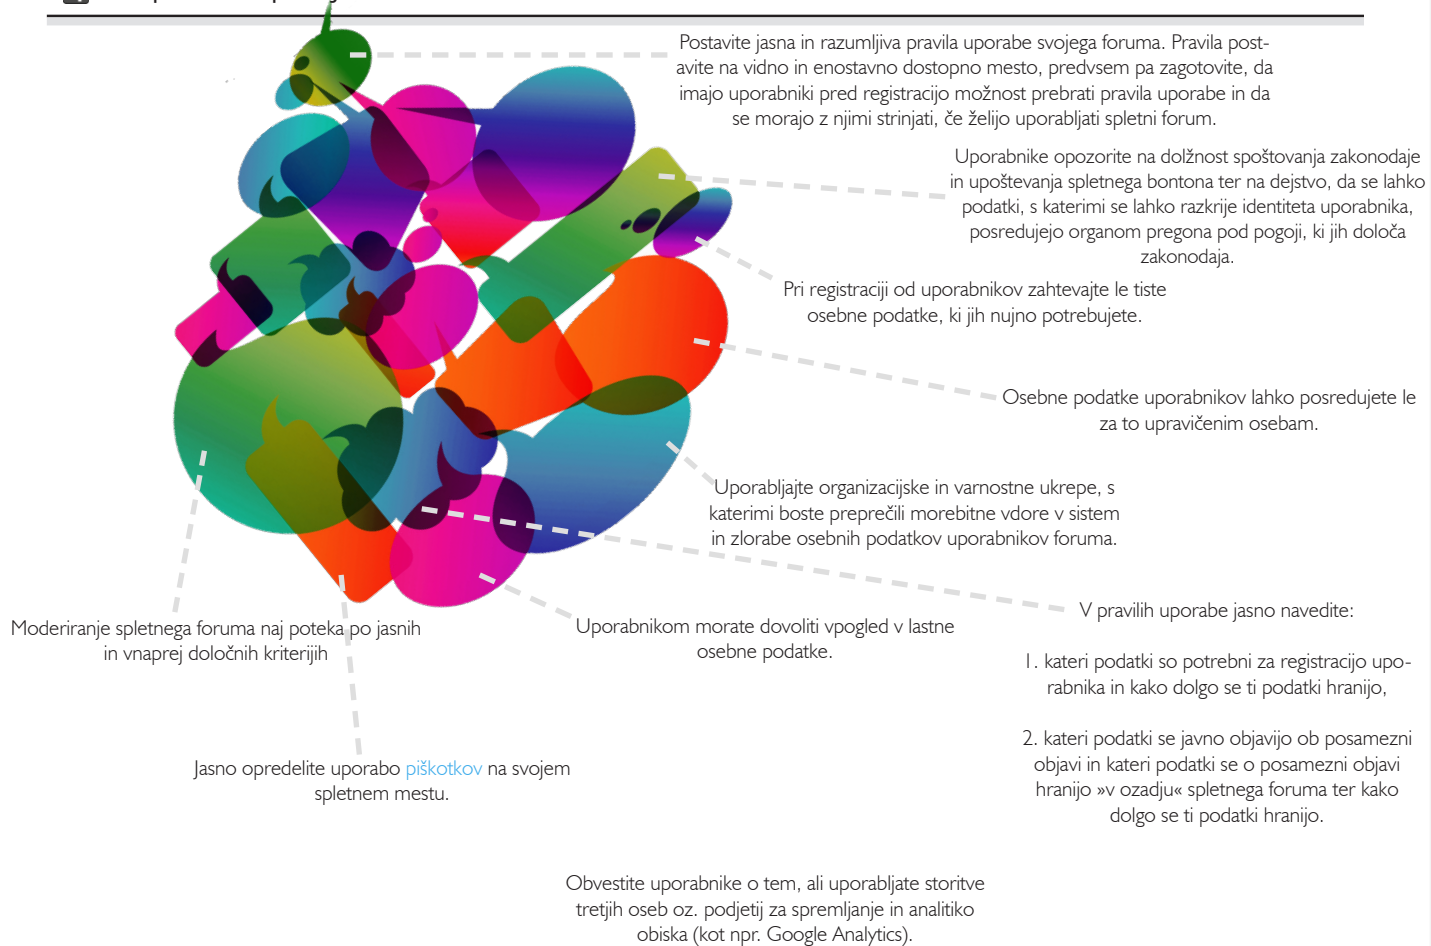 Postavite jasna in razumljiva pravila uporabe svojega foruma. Pravila post-
avite na vidno in enostavno dostopno mesto, predvsem pa zagotovite, da
imajo uporabniki pred registracijo možnost prebrati pravila uporabe in da
se morajo z njimi strinjati, če želijo uporabljati spletni forum.
Uporabnike opozorite na dolžnost spoštovanja zakonodaje
in upoštevanja spletnega bontona ter na dejstvo, da se lahko
podatki, s katerimi se lahko razkrije identiteta uporabnika,
posredujejo organom pregona pod pogoji, ki jih določa
zakonodaja.
Pri registraciji od uporabnikov zahtevajte le tiste
osebne podatke, ki jih nujno potrebujete.
Osebne podatke uporabnikov lahko posredujete le
za to upravičenim osebam.
Uporabljajte organizacijske in varnostne ukrepe, s
katerimi boste preprečili morebitne vdore v sistem
in zlorabe osebnih podatkov uporabnikov foruma.
V pravilih uporabe jasno navedite:
1. kateri podatki so potrebni za registracijo upo-
rabnika in kako dolgo se ti podatki hranijo,
2. kateri podatki se javno objavijo ob posamezni
objavi in kateri podatki se o posamezni objavi
hranijo »v ozadju« spletnega foruma ter kako
dolgo se ti podatki hranijo.
Moderiranje spletnega foruma naj poteka po jasnih
in vnaprej določnih kriterijih
Uporabnikom morate dovoliti vpogled v lastne
osebne podatke.
Jasno opredelite uporabo piškotkov na svojem
spletnem mestu.
Obvestite uporabnike o tem, ali uporabljate storitve
tretjih oseb oz. podjetij za spremljanje in analitiko
obiska (kot npr. Google Analytics).